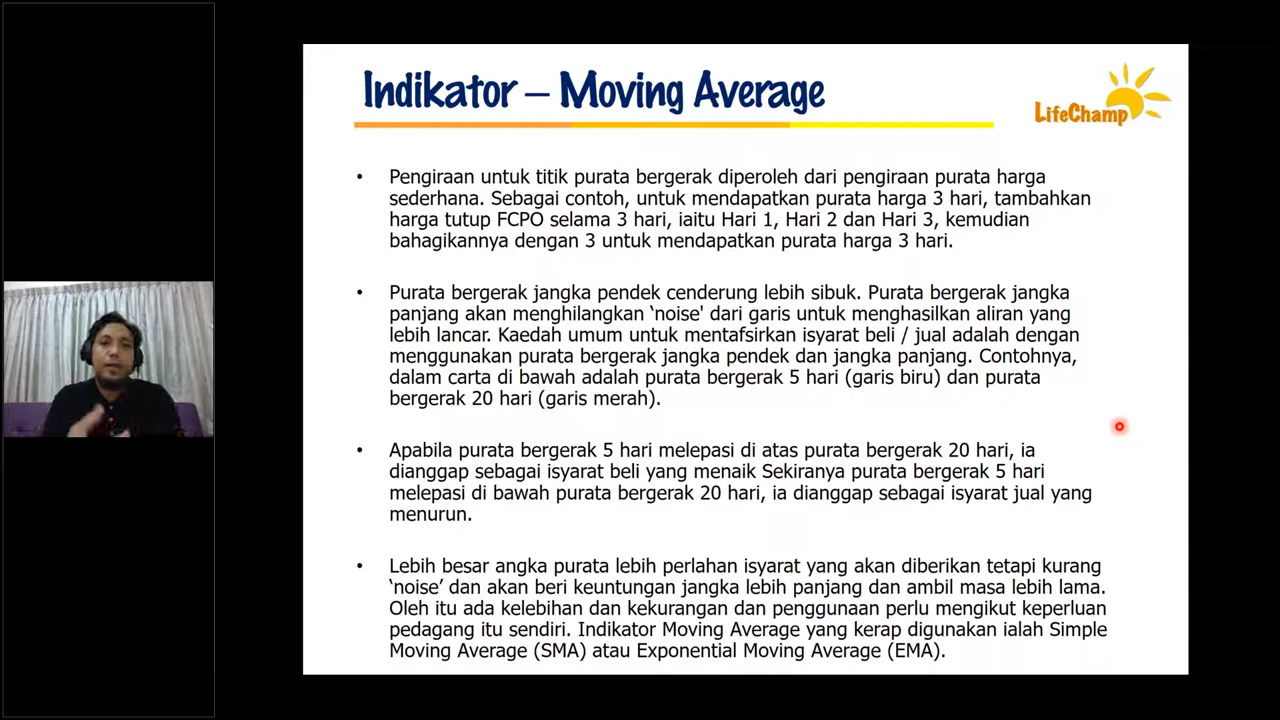 Indikator – Moving Average
LifeChamp
• Pengiraan untuk titik purata bergerak diperoleh dari pengiraan purata harga
sederhana. Sebagai contoh, untuk mendapatkan purata harga 3 hari, tambahkan
harga tutup FCPO selama 3 hari, iaitu Hari 1, Hari 2 dan Hari 3, kemudian
bahagikannya dengan 3 untuk mendapatkan purata harga 3 hari.
• Purata bergerak jangka pendek cenderung lebih sibuk. Purata bergerak jangka
panjang akan menghilangkan ‘noise' dari garis untuk menghasilkan aliran yang
lebih lancar. Kaedah umum untuk mentafsirkan isyarat beli / jual adalah dengan
menggunakan purata bergerak jangka pendek dan jangka panjang. Contohnya,
dalam carta di bawah adalah purata bergerak 5 hari (garis biru) dan purata
bergerak 20 hari (garis merah).
• Apabila purata bergerak 5 hari melepasi di atas purata bergerak 20 hari, ia
dianggap sebagai isyarat beli yang menaik Sekiranya purata bergerak 5 hari
melepasi di bawah purata bergerak 20 hari, ia dianggap sebagai isyarat jual yang
menurun.
• Lebih besar angka purata lebih perlahan isyarat yang akan diberikan tetapi kurang
‘noise’ dan akan beri keuntungan jangka lebih panjang dan ambil masa lebih lama.
Oleh itu ada kelebihan dan kekurangan dan penggunaan perlu mengikut keperluan
pedagang itu sendiri. Indikator Moving Average yang kerap digunakan ialah Simple
Moving Average (SMA) atau Exponential Moving Average (EMA).